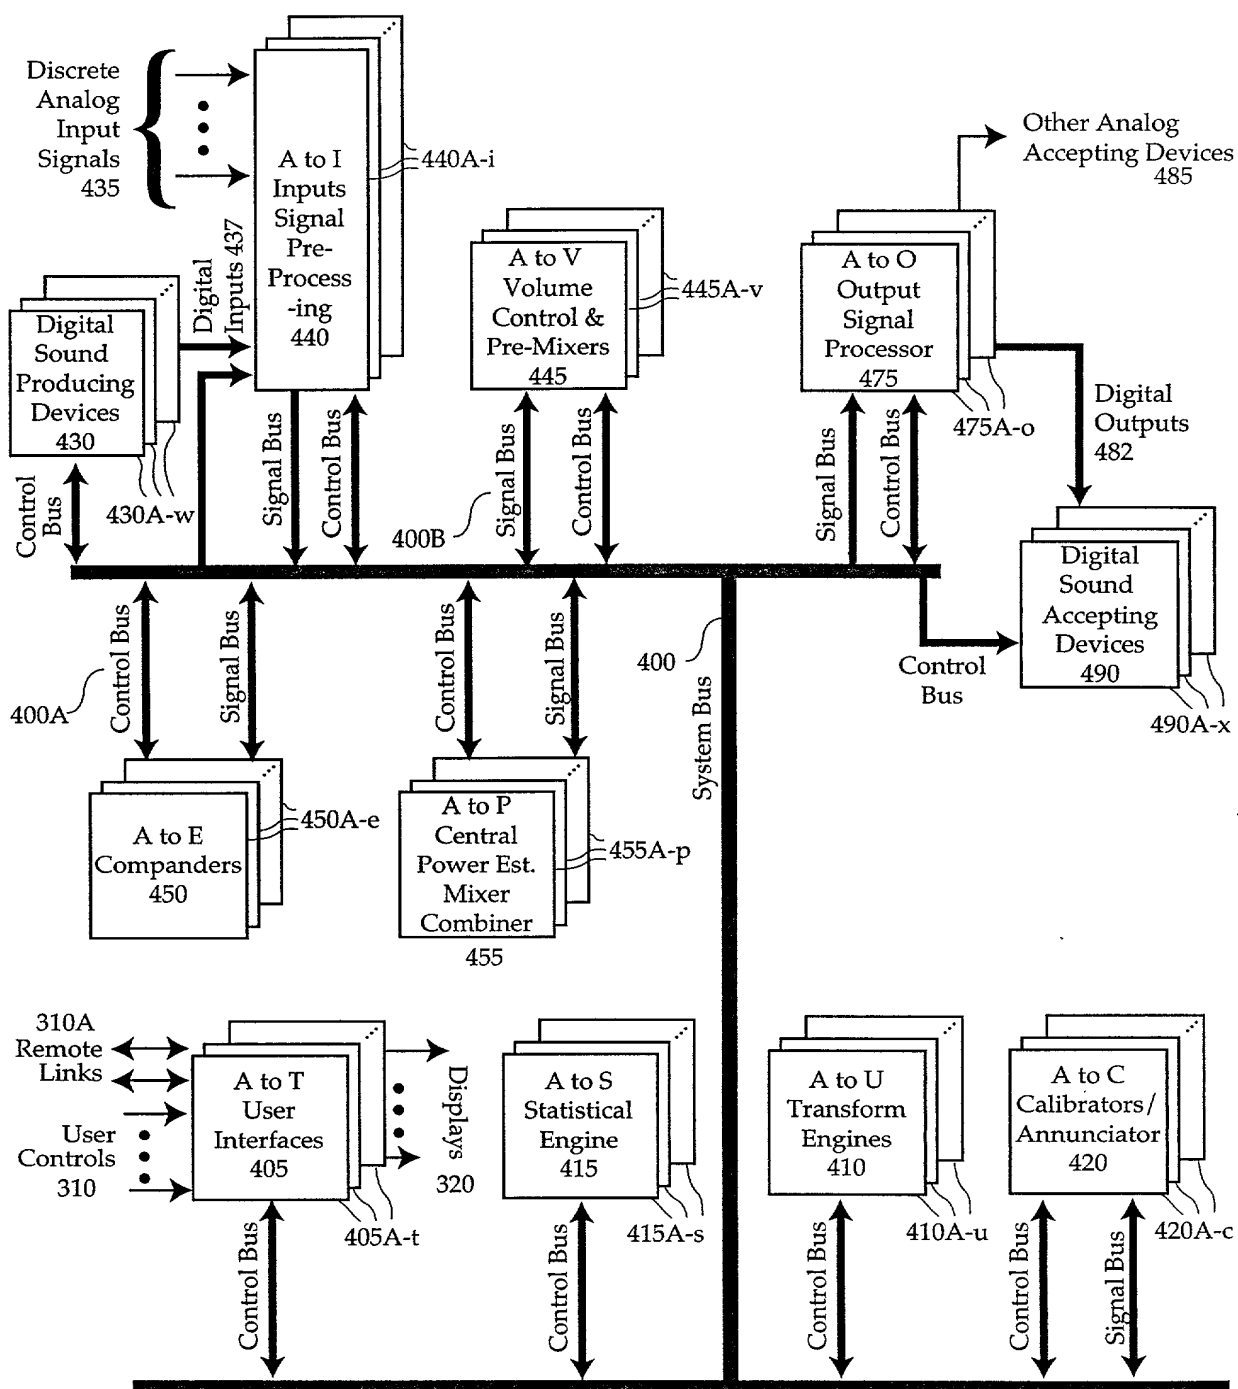 Discrete
Analog
Input
Signals
435
A to I
Inputs
Signal
Pre-
Process
-ing
440
440A-i
Digital
Inputs 437
Digital
Sound
Producing
Devices
430
430A-w
Control
Bus
Signal Bus
Control Bus
A to V
Volume
Control &
Pre-Mixers
445
445A-v
400B
Signal Bus
Control Bus
Other Analog
Accepting Devices
485
A to O
Output
Signal
Processor
475
475A-o
Signal Bus
Control Bus
Digital
Outputs
482
Digital
Sound
Accepting
Devices
490
490A-x
Control
Bus
400A
Control Bus
Signal Bus
Control Bus
Signal Bus
400
System Bus
A to E
Companders
450
450A-e
A to P
Central
Power Est.
Mixer
Combiner
455
455A-p
310A
Remote
Links
User
Controls
310
A to T
User
Interfaces
405
405A-t
Displays
320
Control Bus
A to S
Statistical
Engine
415
415A-s
Control Bus
A to U
Transform
Engines
410
410A-u
Control Bus
A to C
Calibrators/
Annunciator
420
420A-c
Control Bus
Signal Bus